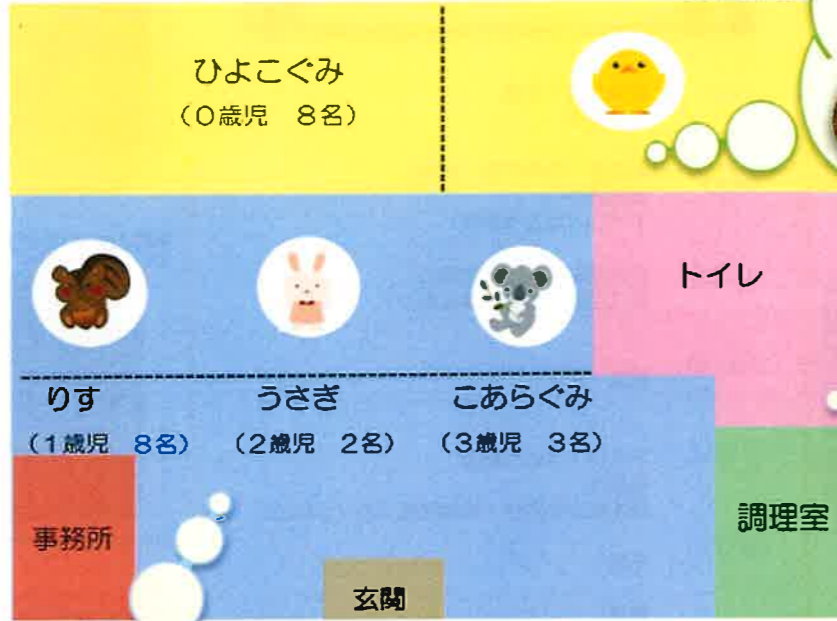 ひよこぐみ
(0歳児　8名)
トイレ
りす　うさぎ　こあらぐみ
(1歳児　8名)　(2歳児　2名)　(3歳児　3名)
事務所
調理室
玄関